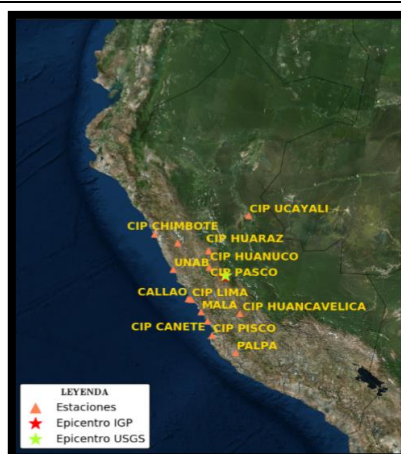 CIP UCAYALI
CIP CHIMBOTE
CIP HUARAZ
CIP HUANUCO
UNAB
CIP PASCO
CALLAO
CIP LIMA
MALA
CIP HUANCAVELICA
CIP CANETE
CIP PISCO
PALPA
LEYENDA
Estaciones
Epicentro IGP
Epicentro USGS